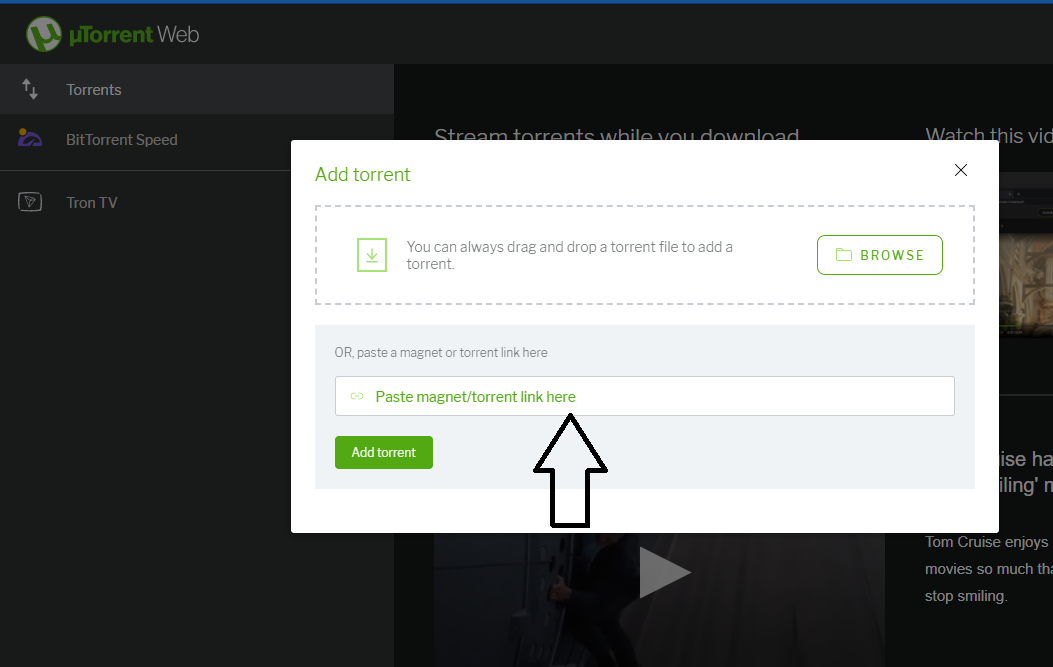 µTorrent Web
Torrents
BitTorrent Speed
Tron TV
Stream torrents while you download
Watch this vid
Add torrent
You can always drag and drop a torrent file to add a
torrent.
BROWSE
OR, paste a magnet or torrent link here
Paste magnet/torrent link here
Add torrent
ise ha
iling' m
Tom Cruise enjoys
movies so much tha
stop smiling.